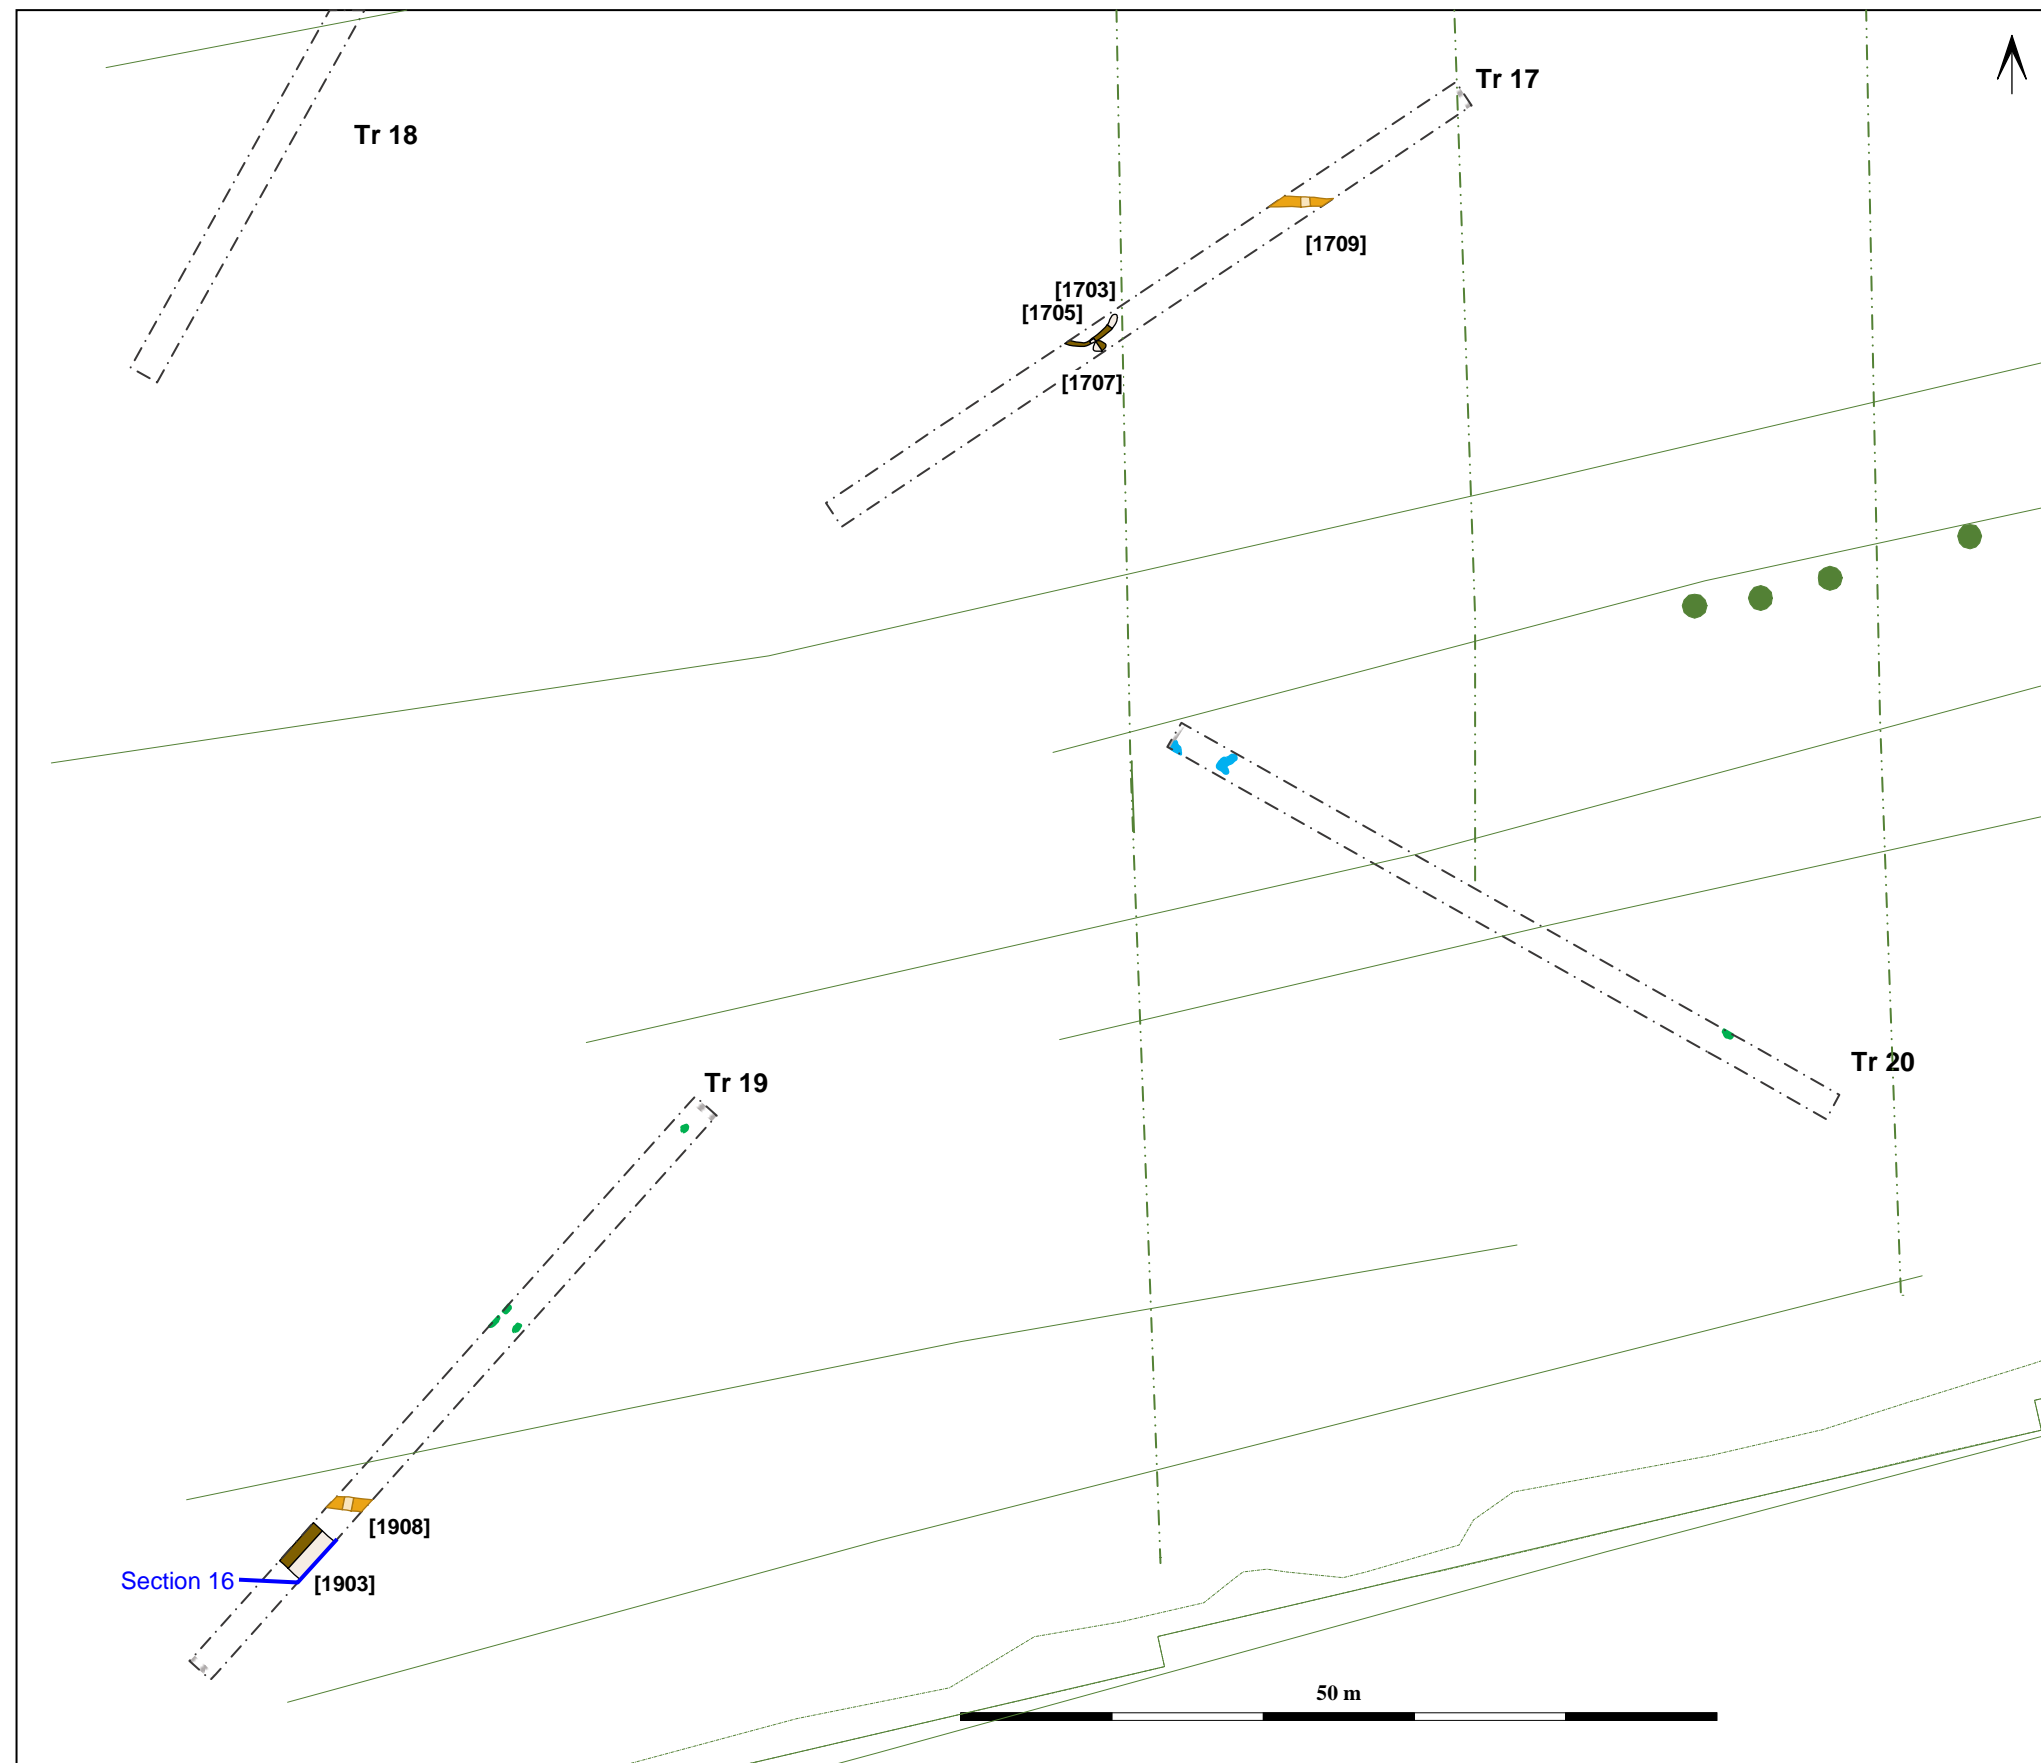 Tr 17
Tr 18
[1709]
[1703]
[1705]
[1707]
Tr 20
Tr 19
[1908]
Section 16
[1903]
50 m